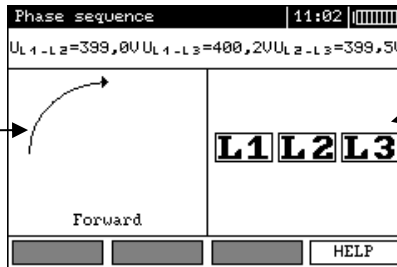 Phase sequence 11:02
UL1-L2=399,0V UL1-L3=400,2V UL2-L3=399,5V
L1 L2 L3
Forward
HELP